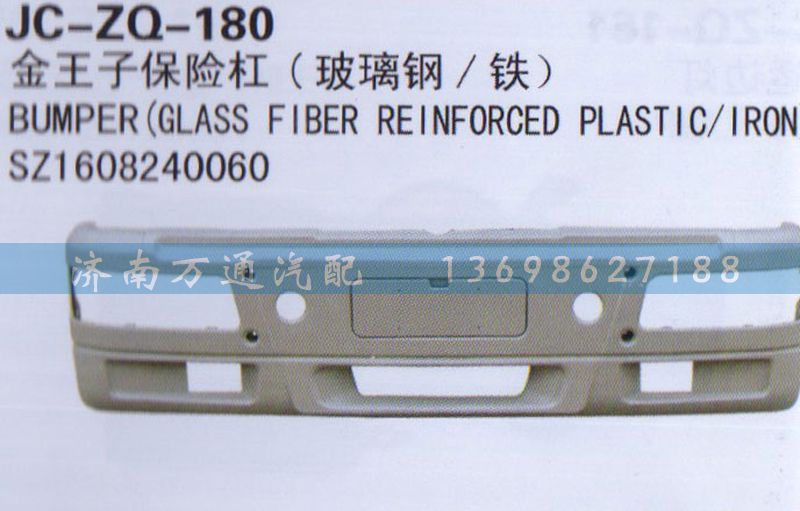 JC-ZQ-180
金王子保险杠（玻璃钢／铁）
BUMPER(GLASS FIBER REINFORCED PLASTIC/IRON
SZ1608240060
济南万通汽配 13698627188